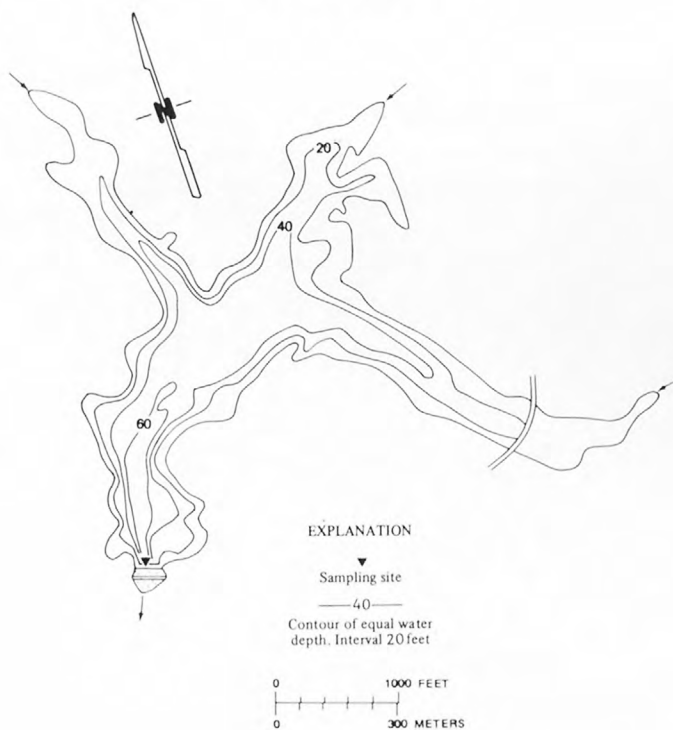 N
20
40
60
EXPLANATION
Sampling site
40
Contour of equal water
depth. Interval 20 feet
0 1000 FEET
0 300 METERS